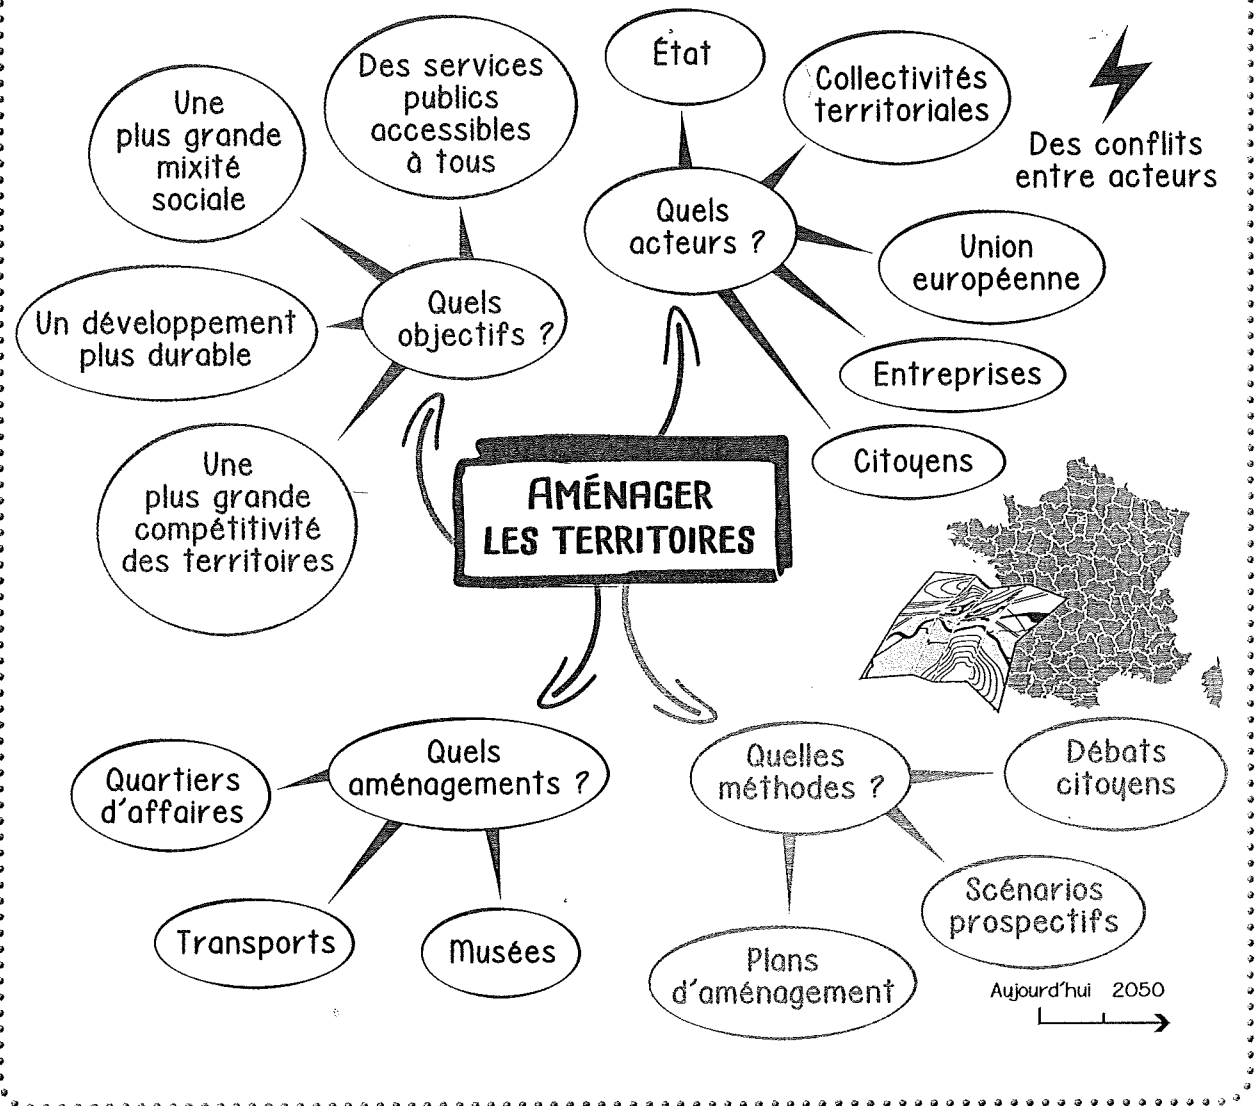 Une
plus grande
mixité
sociale
Des services
publics
accessibles
à tous
Quels
objectifs ?
Un développement
plus durable
Une
plus grande
compétitivité
des territoires
État
Collectivités
territoriales
Des conflits
entre acteurs
Quels
acteurs ?
Union
européenne
Entreprises
Citoyens
AMÉNAGER
LES TERRITOIRES
Quels
aménagements ?
Quartiers
d'affaires
Transports
Musées
Quelles
méthodes ?
Débats
citoyens
Scénarios
prospectifs
Plans
d'aménagement
Aujourd'hui 2050